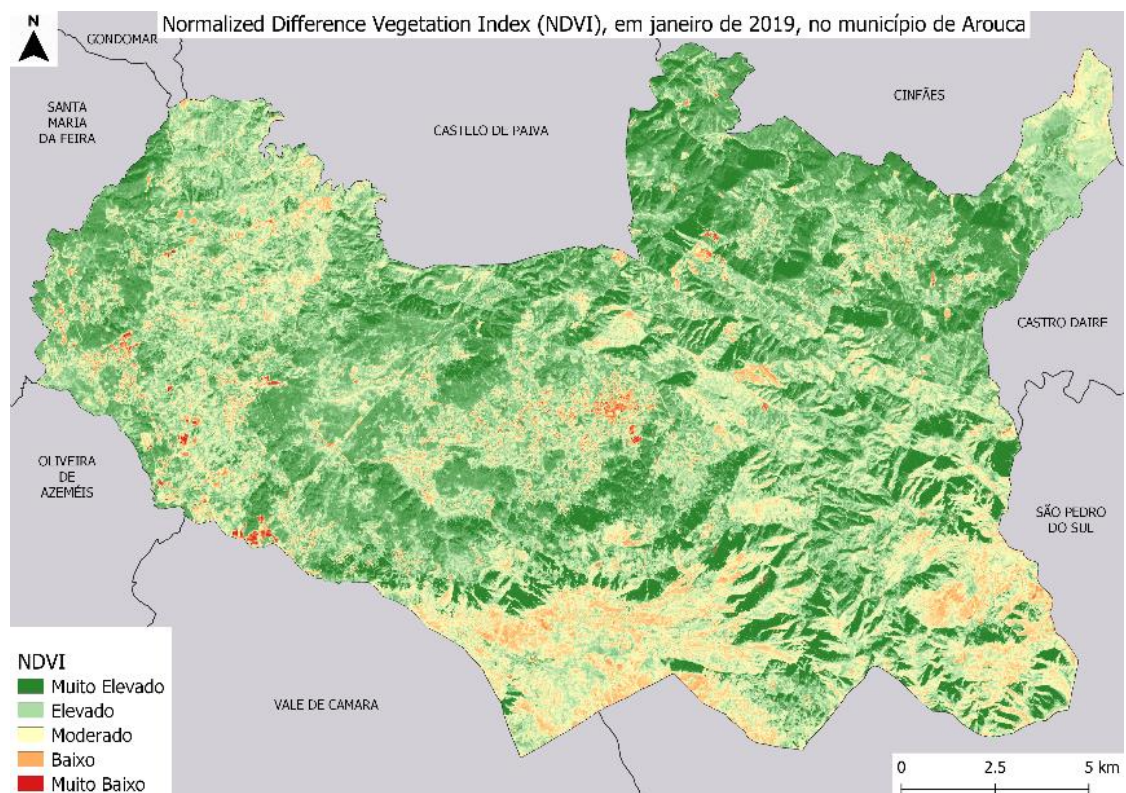 Normalized Difference Vegetation Index (NDVI), em janeiro de 2019, no município de Arouca
N
GONDOMAR
SANTA
MARIA
DA FEIRA
CASTELO DE PAIVA
CINFÃES
CASTRO DAIRE
OLIVEIRA
DE
AZEMÉIS
SÃO PEDRO
DO SUL
VALE DE CAMARA
NDVI
Muito Elevado
Elevado
Moderado
Baixo
Muito Baixo
0 2.5 5 km